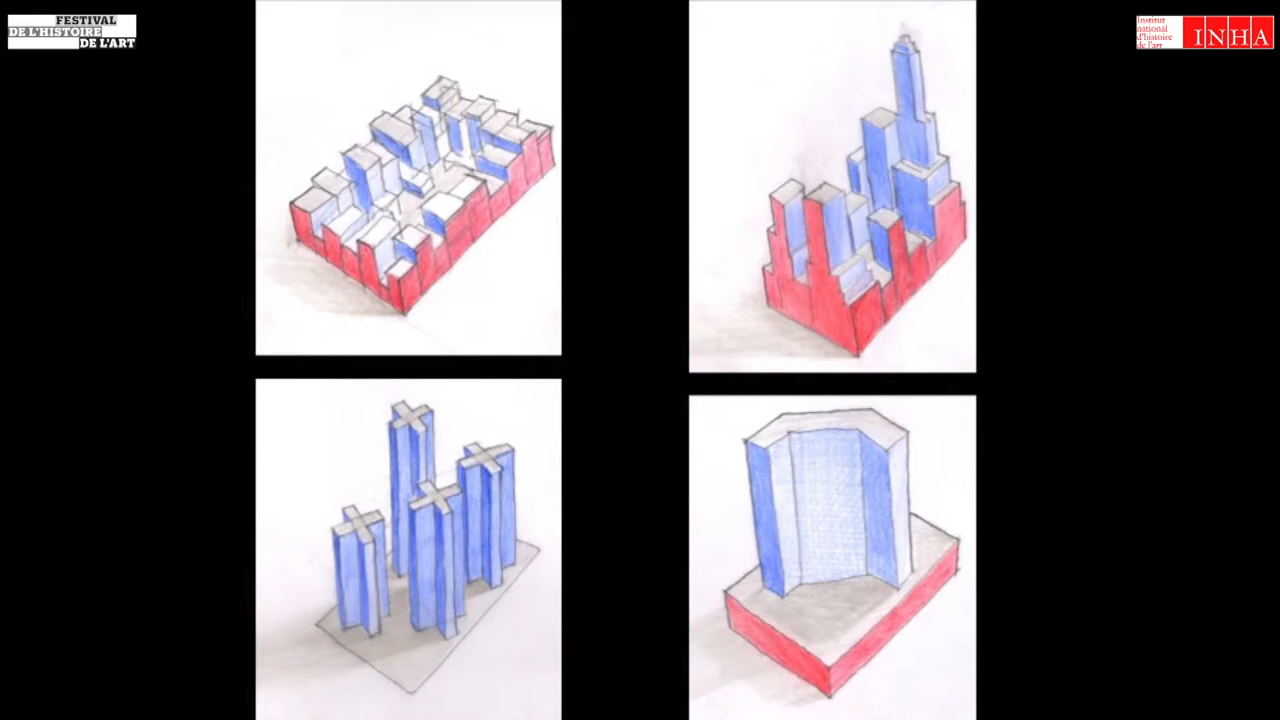 FESTIVAL
DE L'HISTOIRE
DE L'ART
Institut
national
d'histoire
de l'art
INHA